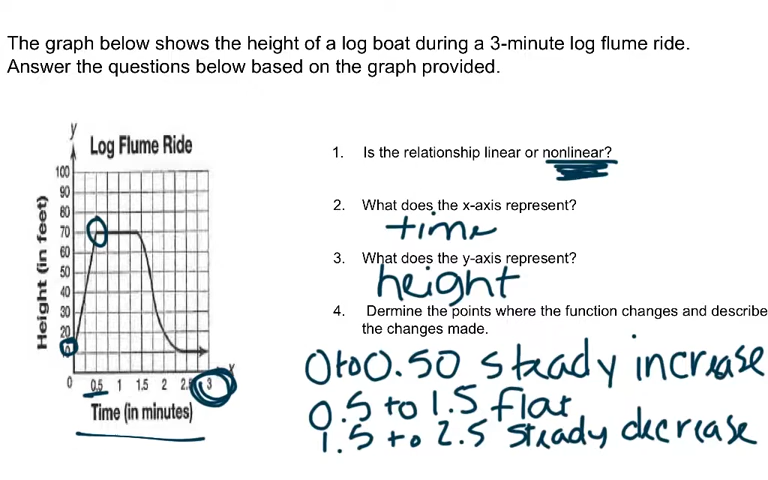 The graph below shows the height of a log boat during a 3-minute log flume ride.
Answer the questions below based on the graph provided.
y
Log Flume Ride
100
90
80
70
60
50
40
30
20
Height (in feet)
0 0.5 1 1.5 2 2.5 3 x
Time (in minutes)
1. Is the relationship linear or nonlinear?
2. What does the x-axis represent?
time
3. What does the y-axis represent?
height
4. Dermine the points where the function changes and describe
the changes made.
0 to 0.50 steady increase
0.5 to 1.5 flat
1.5 to 2.5 steady decrease